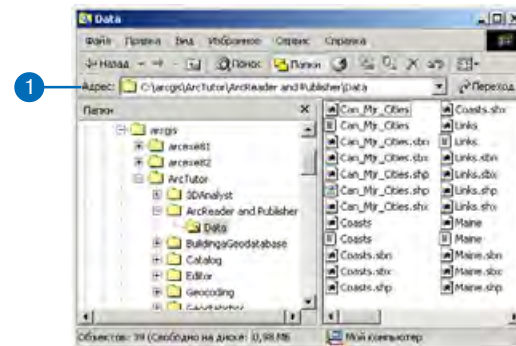 Data
Файл Правка Вид Избранное Сервис Справка
Назад Поиск Папки
1
Адрес: C:\arcgis\ArcTutor\ArcReader and Publisher\Data Переход
Папки
arcgis
arcexe81
arcexe82
ArcTutor
3DAnalyst
ArcReader and Publisher
Data
BuildingaGeodatabase
Catalog
Editor
Geocoding
Can_Mjr_Cities
Can_Mjr_Cities
Can_Mjr_Cities.sbn
Can_Mjr_Cities.sbx
Can_Mjr_Cities.shp
Can_Mjr_Cities.shp
Can_Mjr_Cities.shx
Coasts
Coasts
Coasts.sbn
Coasts.sbx
Coasts.shp
Coasts.shx
Links
Links
Links.sbn
Links.sbx
Links.shp
Links.shx
Maine
Maine
Maine.sbn
Maine.sbx
Maine.shp
Объектов: 39 (Свободно на диске: 0,98 МБ Мой компьютер